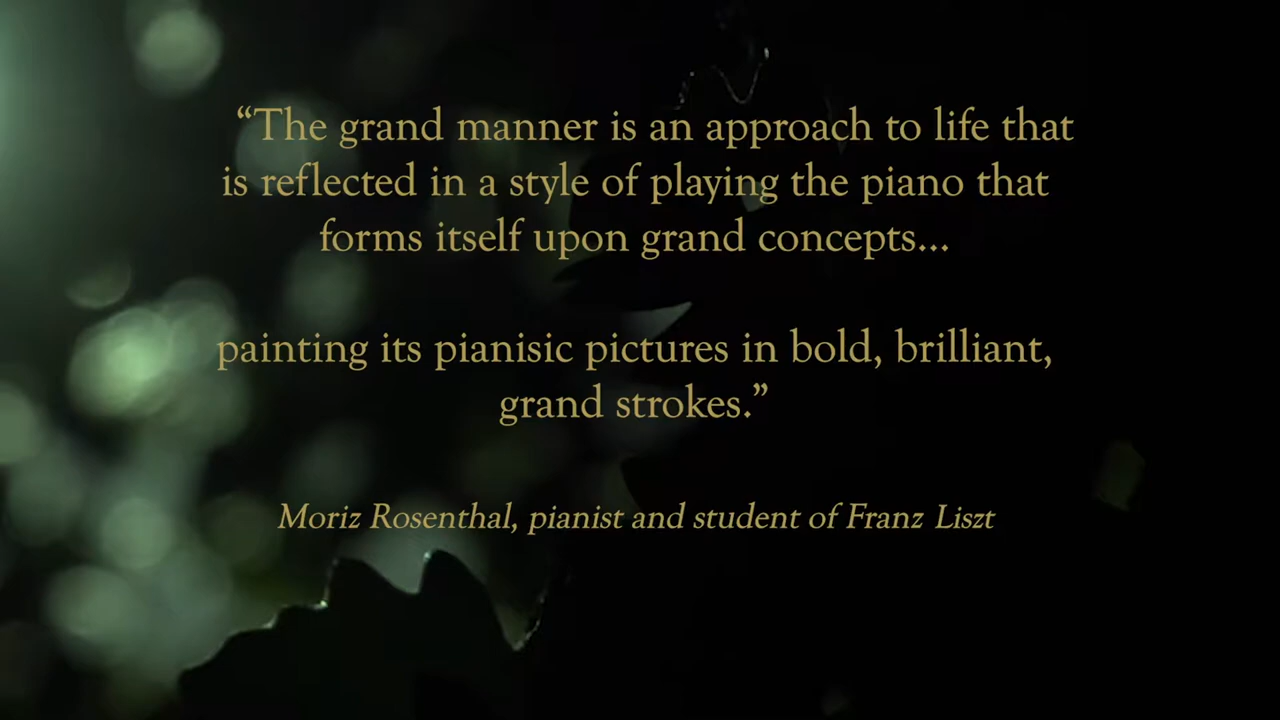 “The grand manner is an approach to life that
is reflected in a style of playing the piano that
forms itself upon grand concepts...
painting its pianisic pictures in bold, brilliant,
grand strokes.”
Moriz Rosenthal, pianist and student of Franz Liszt